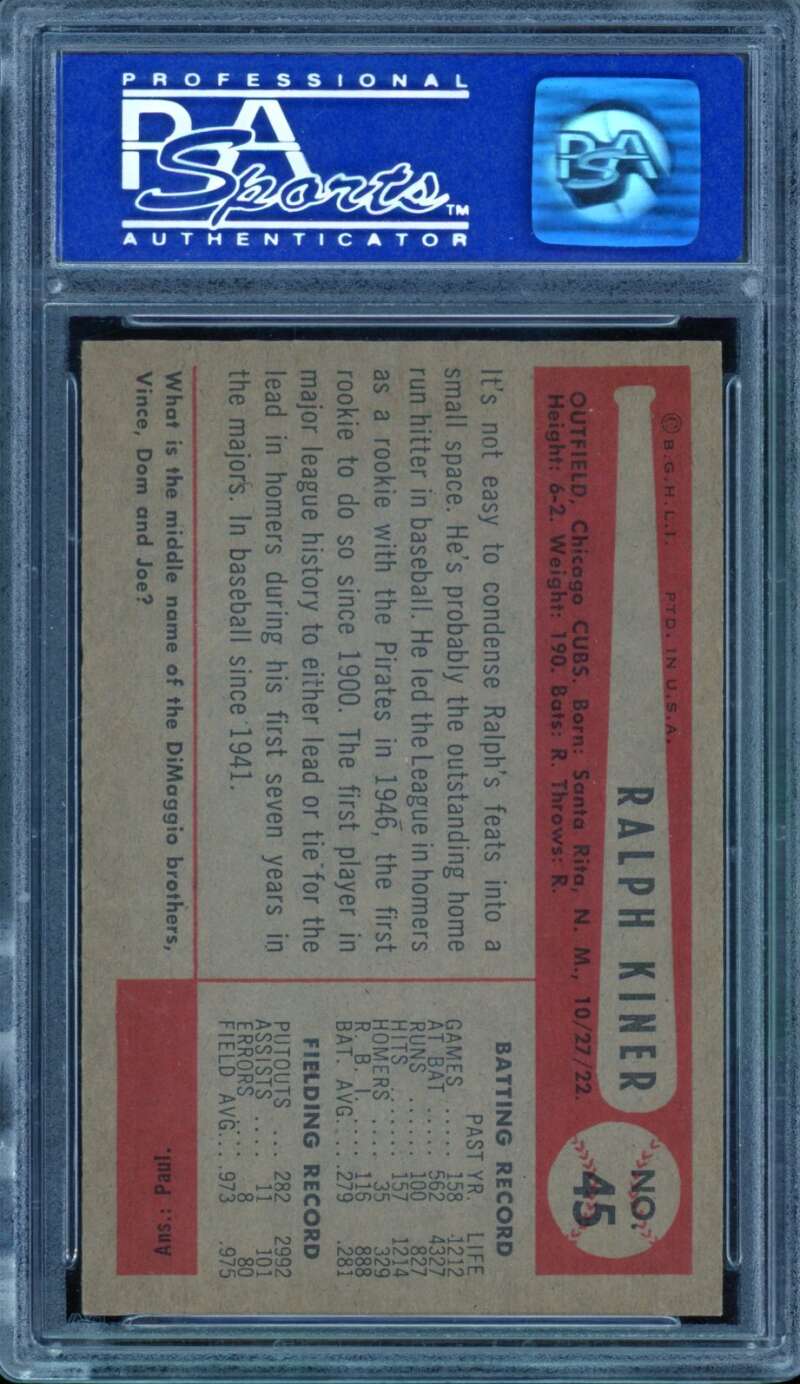 PROFESSIONAL
PSA
Sports™
AUTHENTICATOR
PSA
© B.G.H.L.I. PTD. IN U.S.A.
RALPH KINER
NO. 45
OUTFIELD, Chicago CUBS. Born: Santa Rita, N. M., 10/27/22.
Height: 6-2. Weight: 190. Bats: R. Throws: R.
It's not easy to condense Ralph's feats into a
small space. He's probably the outstanding home
run hitter in baseball. He led the League in homers
as a rookie with the Pirates in 1946, the first
rookie to do so since 1900. The first player in
major league history to either lead or tie for the
lead in homers during his first seven years in
the majors. In baseball since 1941.
BATTING RECORD
PAST YR. LIFE
GAMES ..... 158 1212
AT BAT ..... 562 4327
RUNS ...... 100 827
HITS ...... 157 1214
HOMERS .... 35 329
R. B. I. .... 116 888
BAT. AVG. ... .279 .281
FIELDING RECORD
PUTOUTS ... 282 2992
ASSISTS .... 11 101
ERRORS .... 8 80
FIELD AVG. .. .973 .975
What is the middle name of the DiMaggio brothers,
Vince, Dom and Joe?
Ans.: Paul.